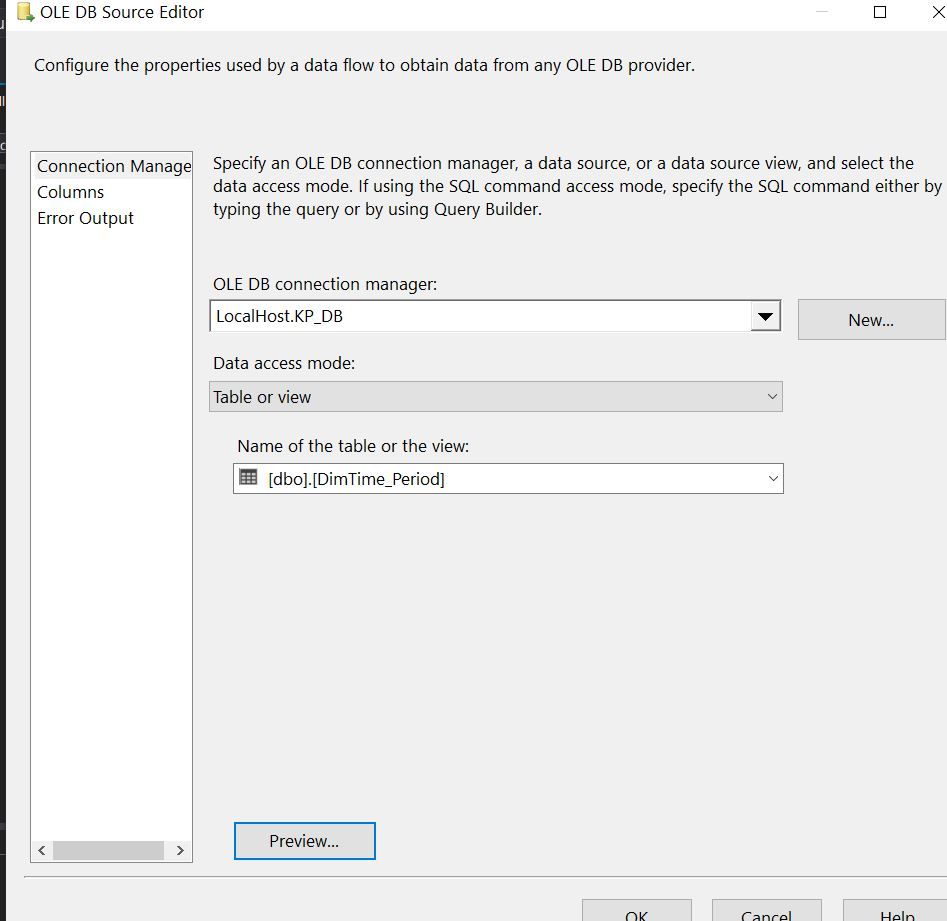 OLE DB Source Editor
Configure the properties used by a data flow to obtain data from any OLE DB provider.
Connection Manage
Columns
Error Output
Specify an OLE DB connection manager, a data source, or a data source view, and select the
data access mode. If using the SQL command access mode, specify the SQL command either by
typing the query or by using Query Builder.
OLE DB connection manager:
LocalHost.KP_DB
New...
Data access mode:
Table or view
Name of the table or the view:
[dbo].[DimTime_Period]
Preview...
OK
Cancel
Help